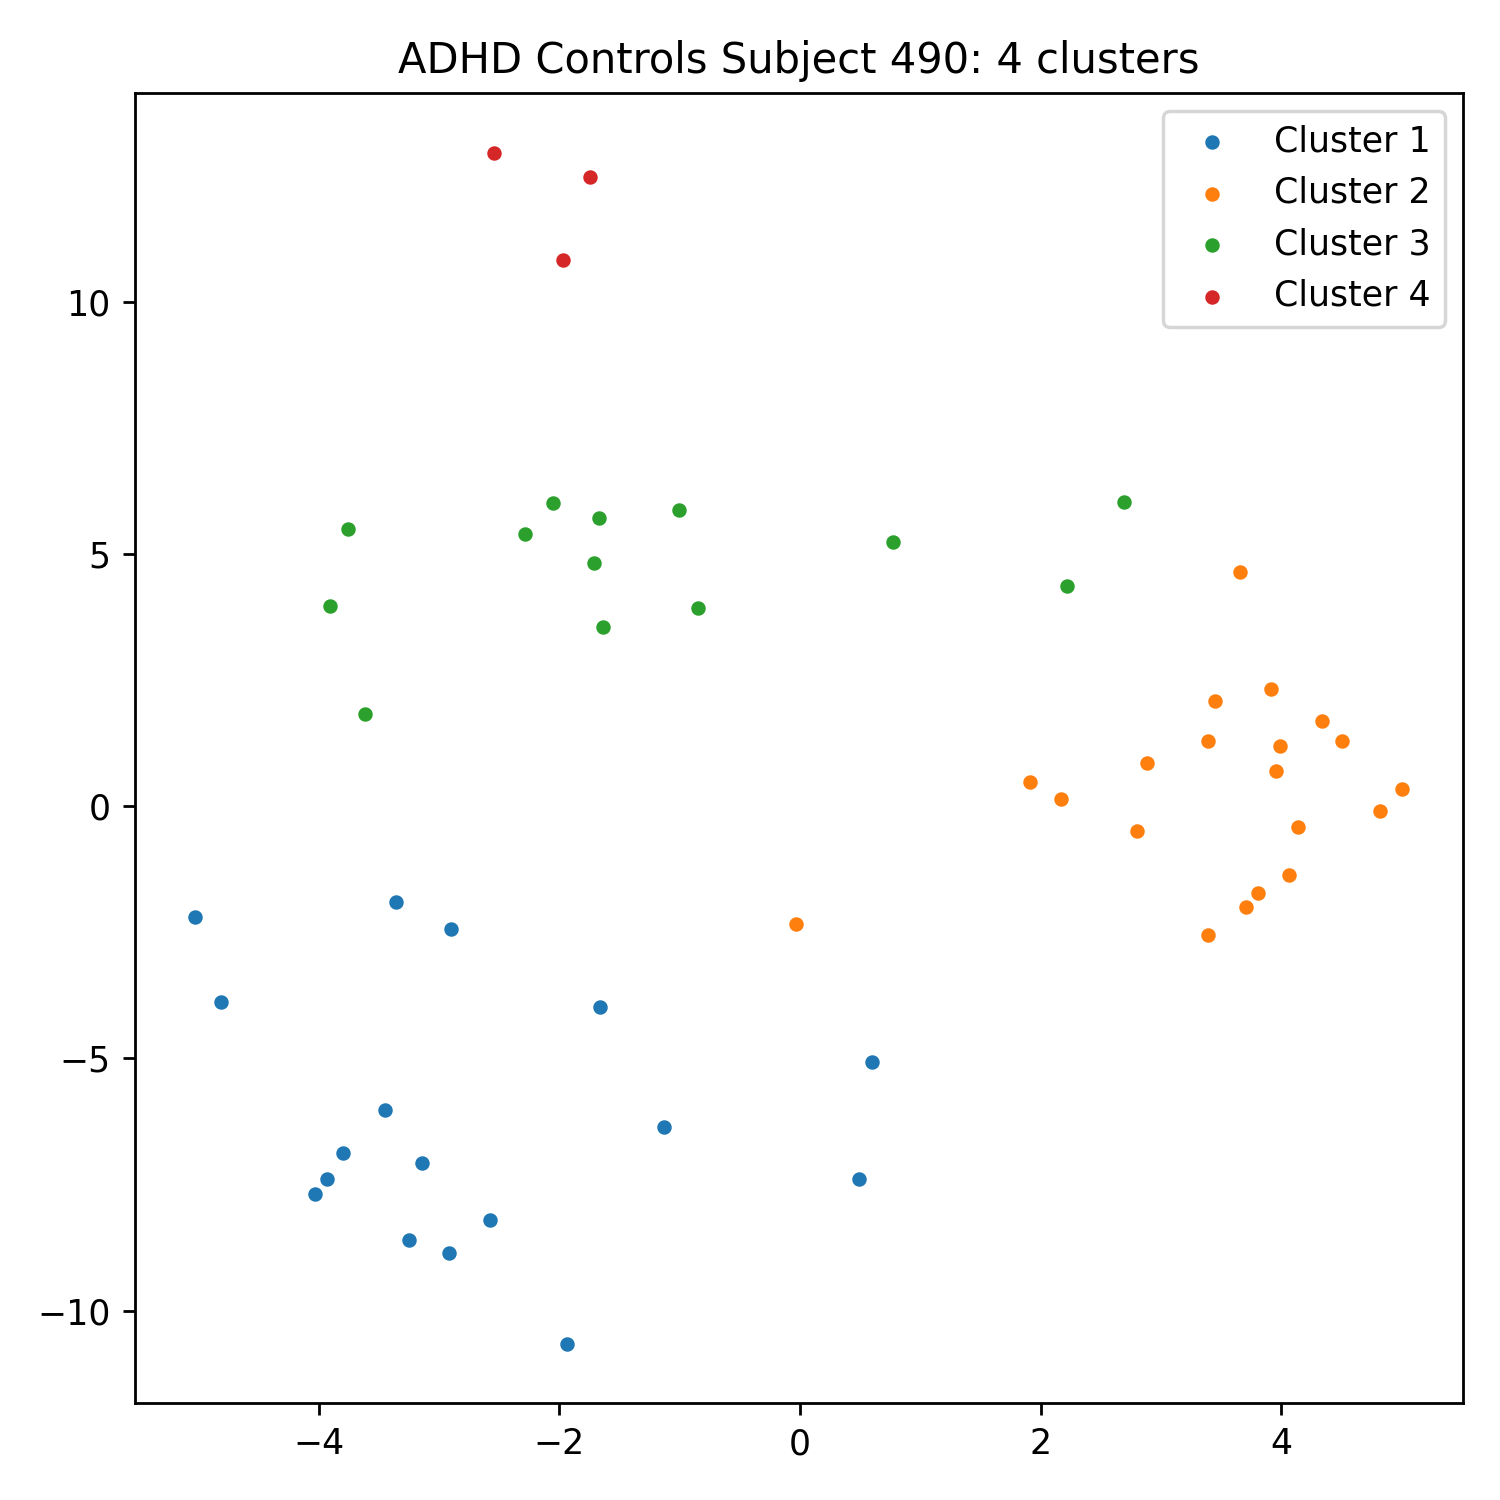 ADHD Controls Subject 490: 4 clusters
Cluster 1
Cluster 2
Cluster 3
Cluster 4
10
5
0
−5
−10
−4
−2
0
2
4